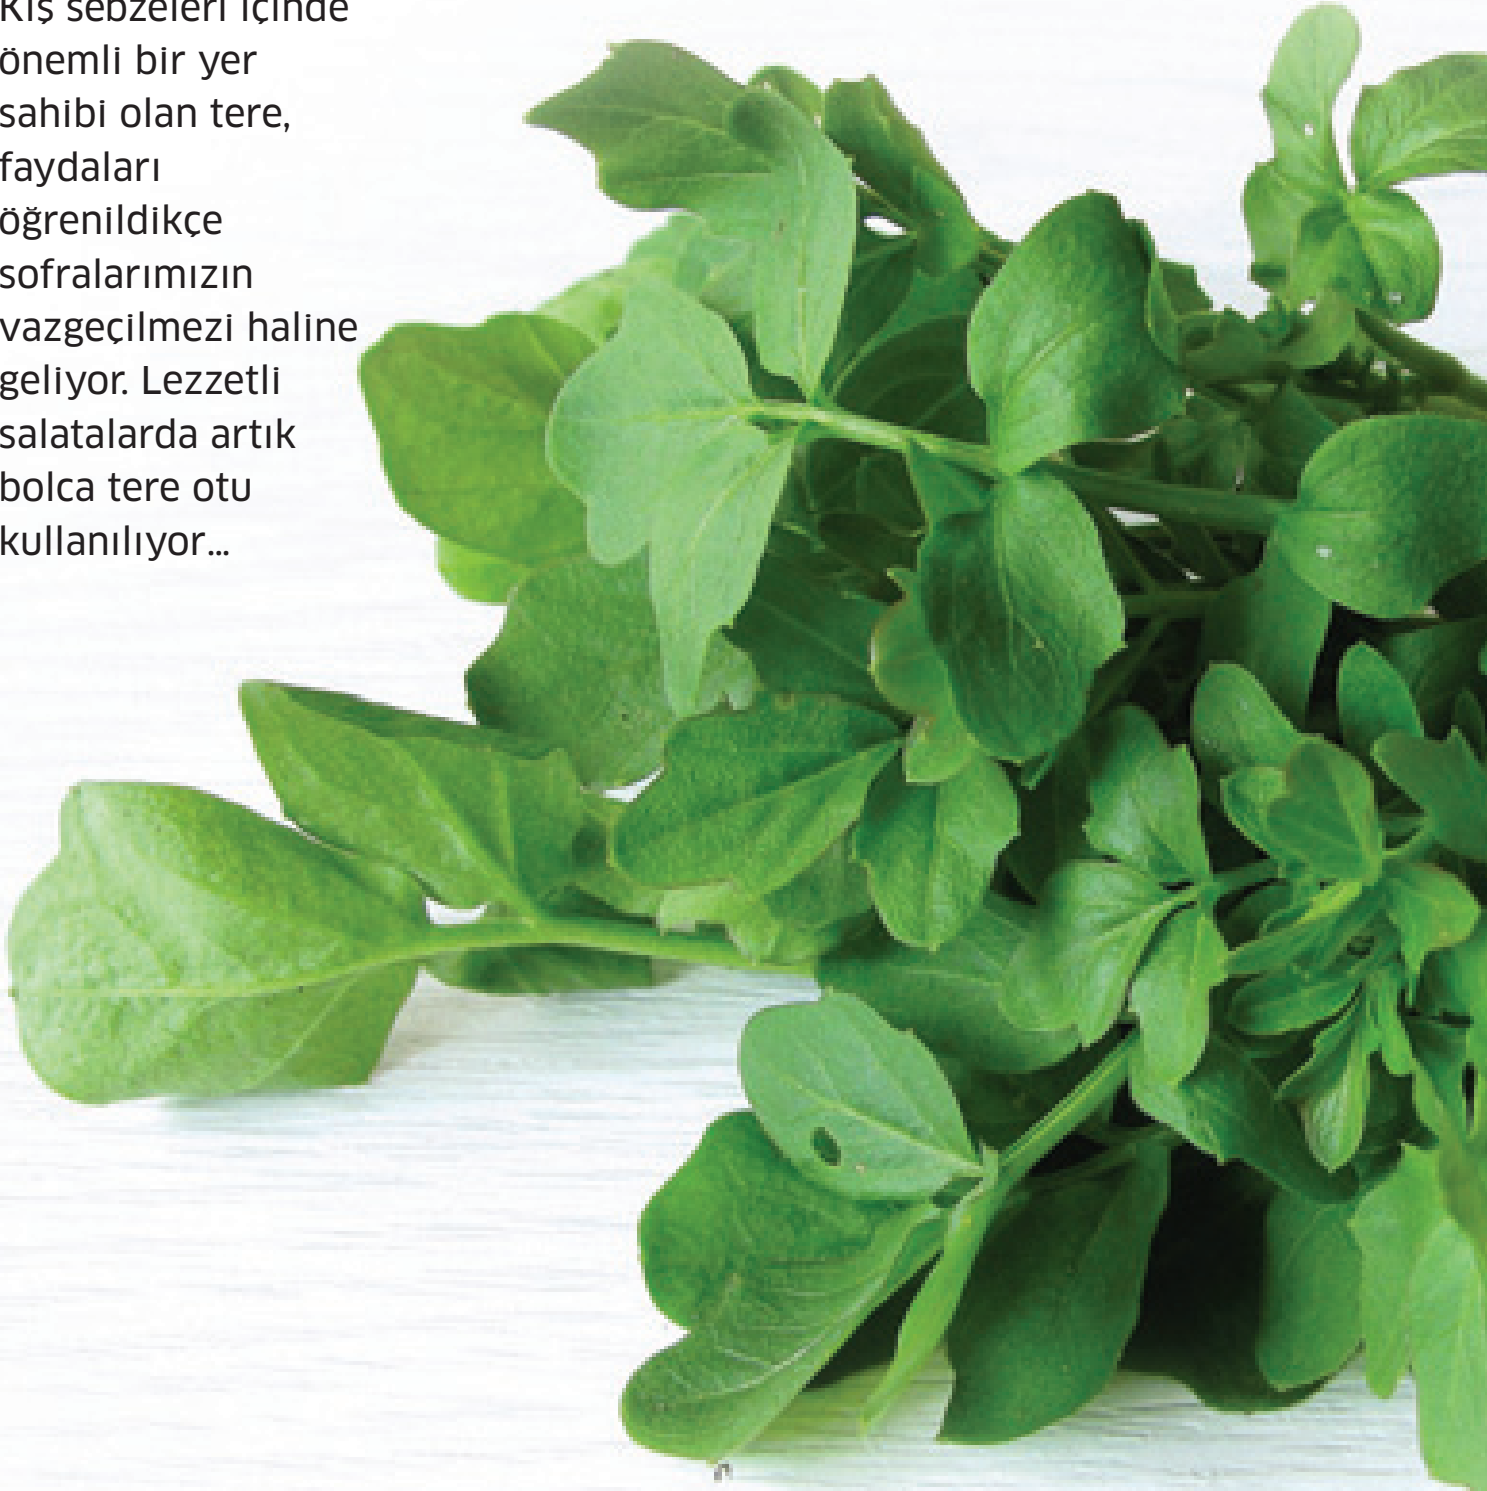 Kış sebzeleri içinde
önemli bir yer
sahibi olan tere,
faydaları
öğrenildikçe
sofralarımızın
vazgeçilmezi haline
geliyor. Lezzetli
salatalarda artık
bolca tere otu
kullanılıyor...